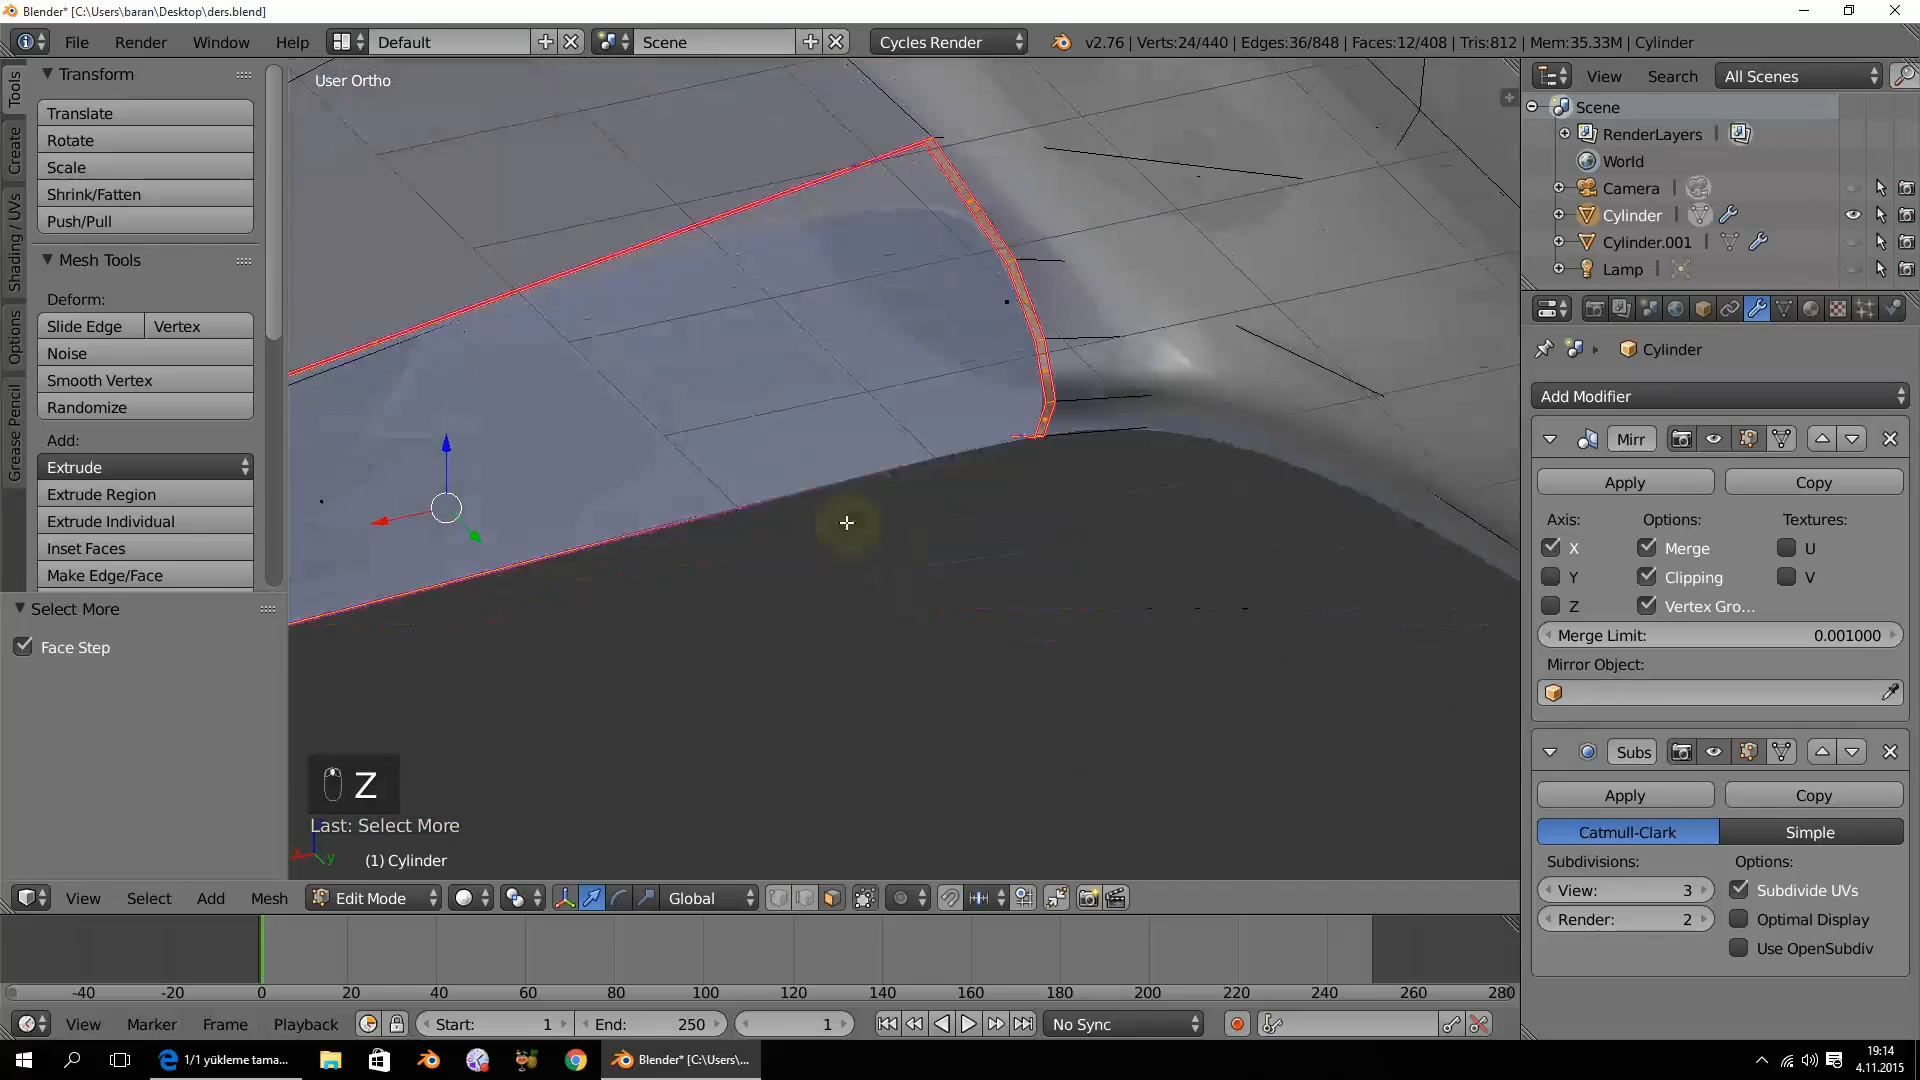 Blender* [C:\Users\baran\Desktop\ders.blend]
File Render Window Help Default Scene Cycles Render v2.76 | Verts:24/440 | Edges:36/848 | Faces:12/408 | Tris:812 | Mem:35.33M | Cylinder
Tools
Create
Shading / UVs
Options
Grease Pencil
Transform
Translate
Rotate
Scale
Shrink/Fatten
Push/Pull
Mesh Tools
Deform:
Slide Edge Vertex
Noise
Smooth Vertex
Randomize
Add:
Extrude
Extrude Region
Extrude Individual
Inset Faces
Make Edge/Face
Select More
Face Step
User Ortho
Z
Last: Select More
(1) Cylinder
View Search All Scenes
Scene
RenderLayers
World
Camera
Cylinder
Cylinder.001
Lamp
Cylinder
Add Modifier
Mirr
Apply Copy
Axis: Options: Textures:
X Merge U
Y Clipping V
Z Vertex Gro...
Merge Limit: 0.001000
Mirror Object:
Subs
Apply Copy
Catmull-Clark Simple
Subdivisions: Options:
View: 3 Subdivide UVs
Render: 2 Optimal Display
Use OpenSubdiv
View Select Add Mesh Edit Mode Global
-40 -20 0 20 40 60 80 100 120 140 160 180 200 220 240 260 280
View Marker Frame Playback Start: 1 End: 250 1 No Sync
1/1 yükleme tama... Blender* [C:\Users\... 19:14
4.11.2015